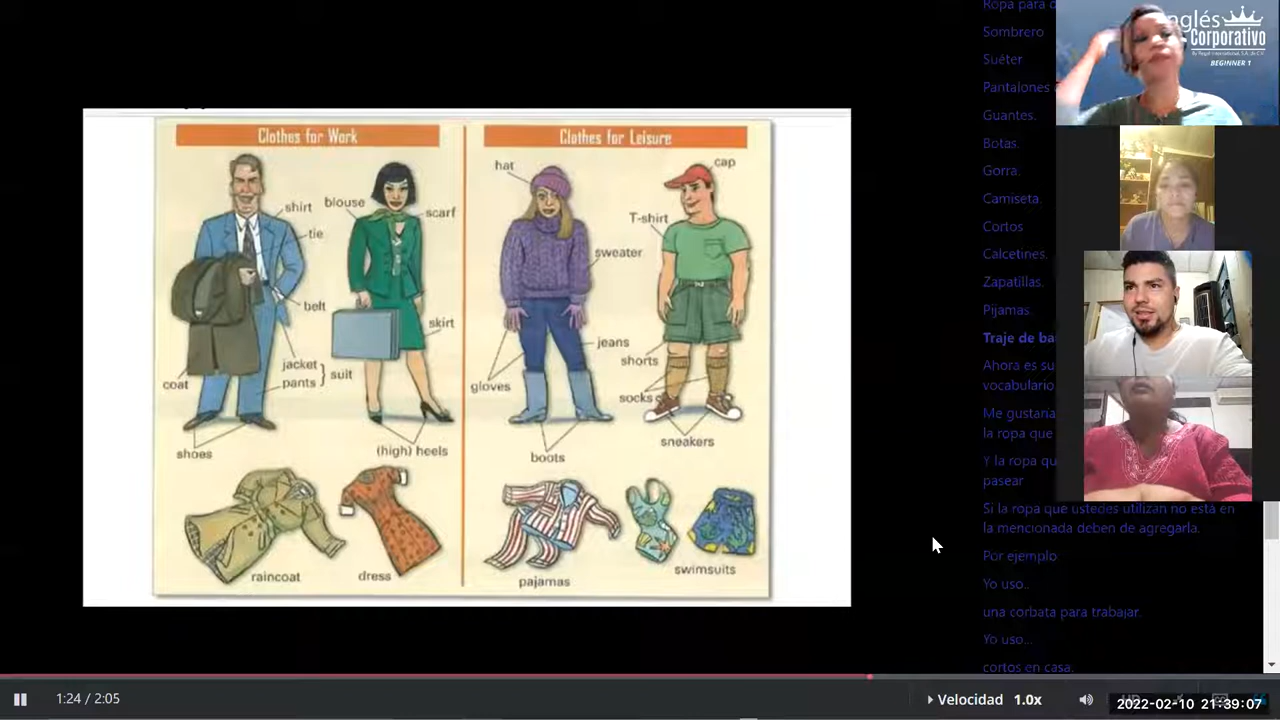 Clothes for Work
Clothes for Leisure
shirt
blouse
scarf
tie
belt
skirt
jacket
pants
suit
coat
shoes
(high) heels
raincoat
dress
hat
cap
T-shirt
sweater
jeans
shorts
gloves
socks
sneakers
boots
pajamas
swimsuits
Ropa para
Sombrero
Suéter
Pantalones
Guantes.
Botas.
Gorra.
Camiseta.
Cortos
Calcetines.
Zapatillas.
Pijamas.
Traje de ba
Ahora es su
vocabulario
Me gustaría
la ropa que
Y la ropa qu
pasear
Si la ropa que ustedes utilizan no está en
la mencionada deben de agregarla.
Por ejemplo
Yo uso..
una corbata para trabajar.
Yo uso...
cortos en casa.
nglés
Corporativo
BEGINNER 1
1:24 / 2:05
Velocidad 1.0x
2022-02-10 21:39:07